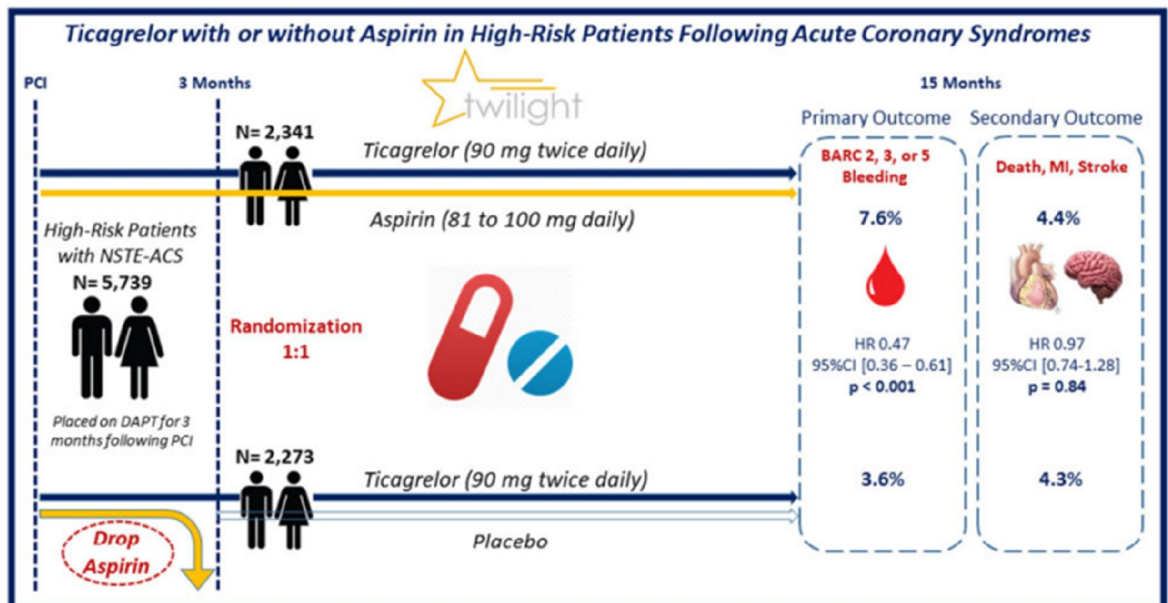 Ticagrelor with or without Aspirin in High-Risk Patients Following Acute Coronary Syndromes
PCI
3 Months
15 Months
twilight
Primary Outcome
Secondary Outcome
N= 2,341
Ticagrelor (90 mg twice daily)
Aspirin (81 to 100 mg daily)
BARC 2, 3, or 5
Bleeding
7.6%
Death, MI, Stroke
4.4%
High-Risk Patients
with NSTE-ACS
N= 5,739
Randomization
1:1
HR 0.47
95%CI [0.36 – 0.61]
p < 0.001
HR 0.97
95%CI [0.74-1.28]
p = 0.84
Placed on DAPT for 3
months following PCI
N= 2,273
Ticagrelor (90 mg twice daily)
Placebo
3.6%
4.3%
Drop
Aspirin